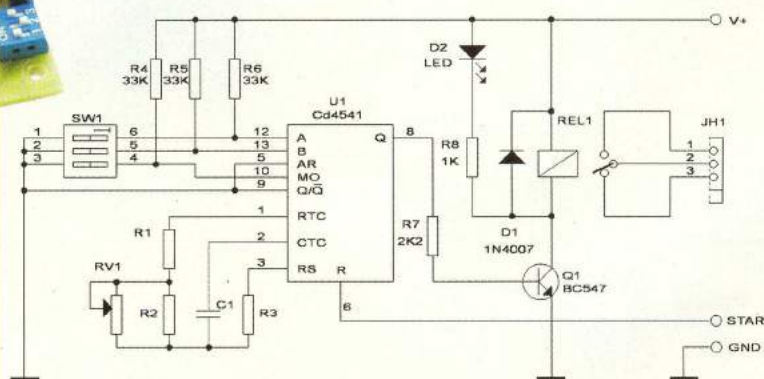 V+
D2
LED
R4
33K
R5
33K
R6
33K
U1
Cd4541
SW1
1
2
3
6
5
4
12
13
5
10
9
A
B
AR
MO
Q/Q̅
Q
8
R8
1K
REL1
JH1
1
2
3
D1
1N4007
R7
2K2
Q1
BC547
1
RTC
2
CTC
3
RS
R
6
R1
RV1
R2
C1
R3
STAR
GND